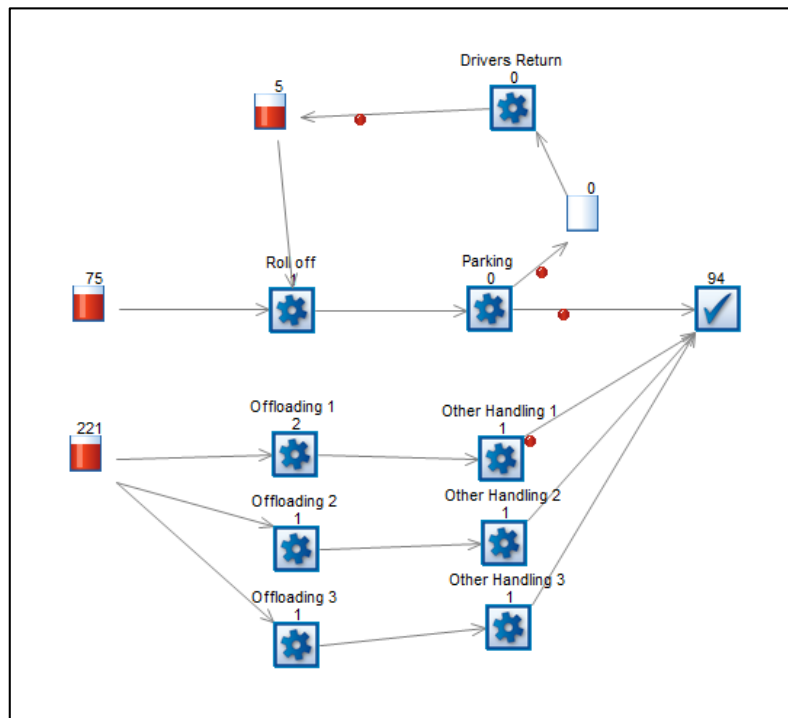 Drivers Return
0
5
0
75
Roll off
1
Parking
0
94
221
Offloading 1
2
Other Handling 1
1
Offloading 2
1
Other Handling 2
1
Offloading 3
1
Other Handling 3
1